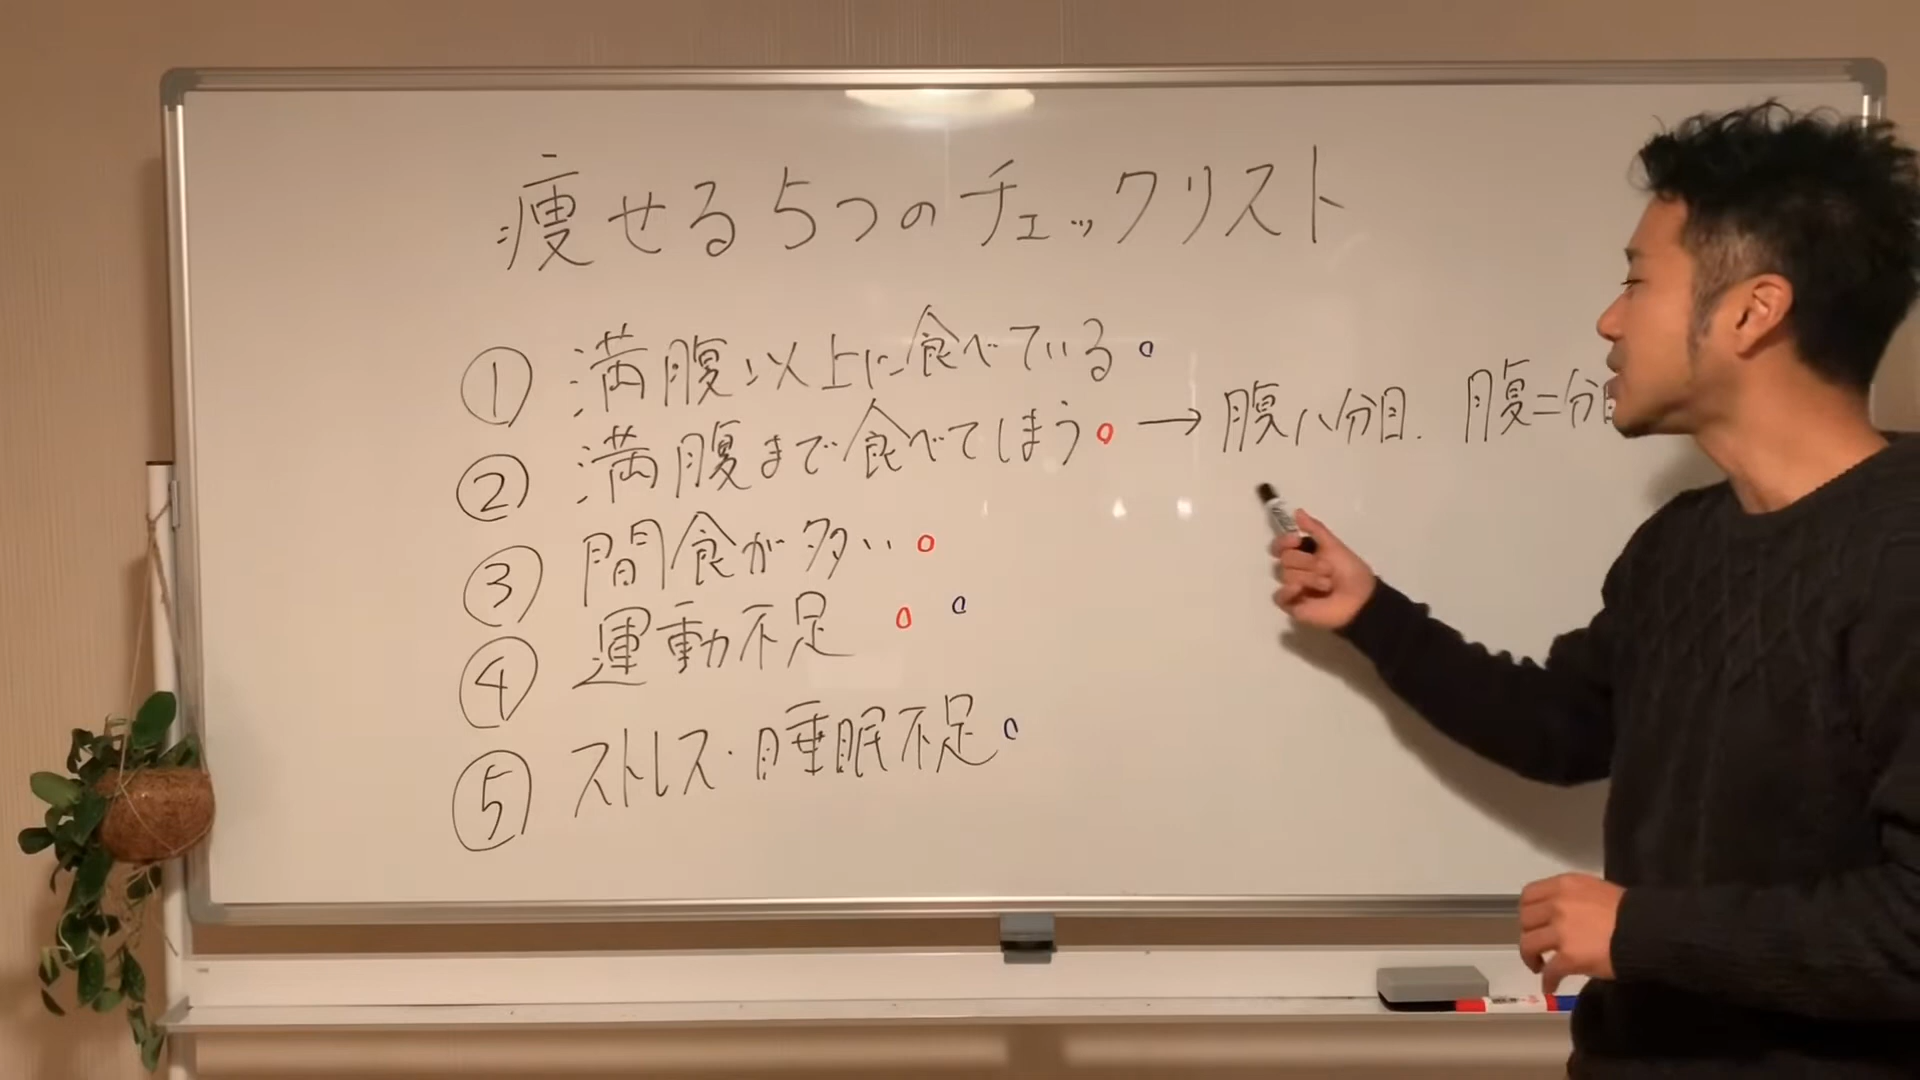 痩せる5つのチェックリスト
① 満腹以上に食べている
② 満腹まで食べてしまう → 腹八分目. 腹二分目
③ 間食が多い
④ 運動不足
⑤ ストレス・睡眠不足